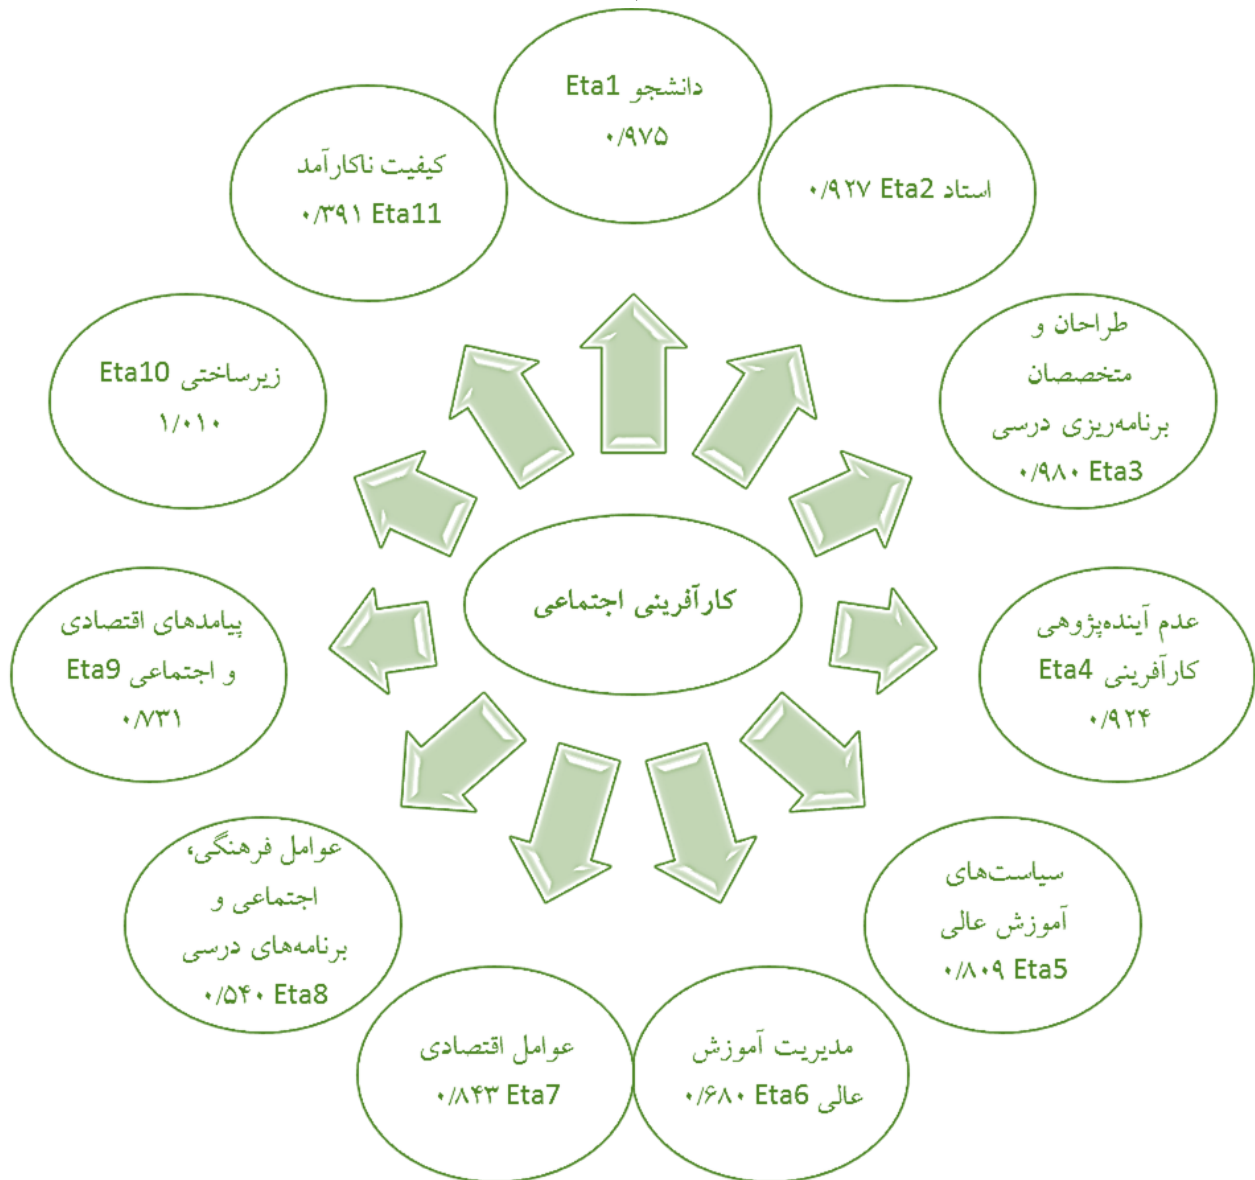 دانشجو Eta1
۰/۹۷۵
استاد Eta2 ۰/۹۲۷
طراحان و
متخصصان
برنامه‌ریزی درسی
Eta3 ۰/۹۸۰
عدم آینده‌پژوهی
کارآفرینی Eta4
۰/۹۲۴
سیاست‌های
آموزش عالی
Eta5 ۰/۸۰۹
مدیریت آموزش
عالی Eta6 ۰/۶۸۰
عوامل اقتصادی
Eta7 ۰/۸۴۳
عوامل فرهنگی،
اجتماعی و
برنامه‌های درسی
Eta8 ۰/۵۴۰
پیامدهای اقتصادی
و اجتماعی Eta9
۰/۷۳۱
زیرساختی Eta10
۱/۰۱۰
کیفیت ناکارآمد
Eta11 ۰/۳۹۱
کارآفرینی اجتماعی